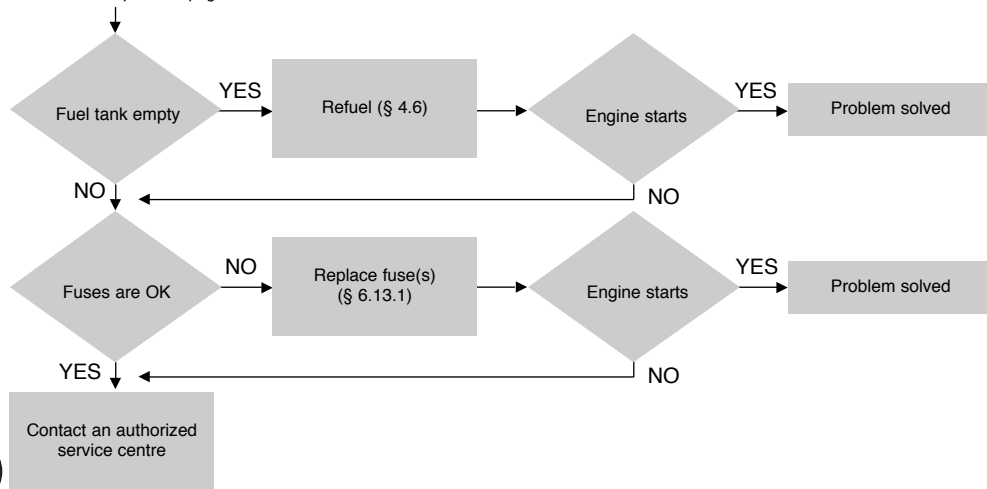 Fuel tank empty
YES
Refuel (§ 4.6)
Engine starts
YES
Problem solved
NO
NO
Fuses are OK
NO
Replace fuse(s)
(§ 6.13.1)
Engine starts
YES
Problem solved
YES
NO
Contact an authorized
service centre